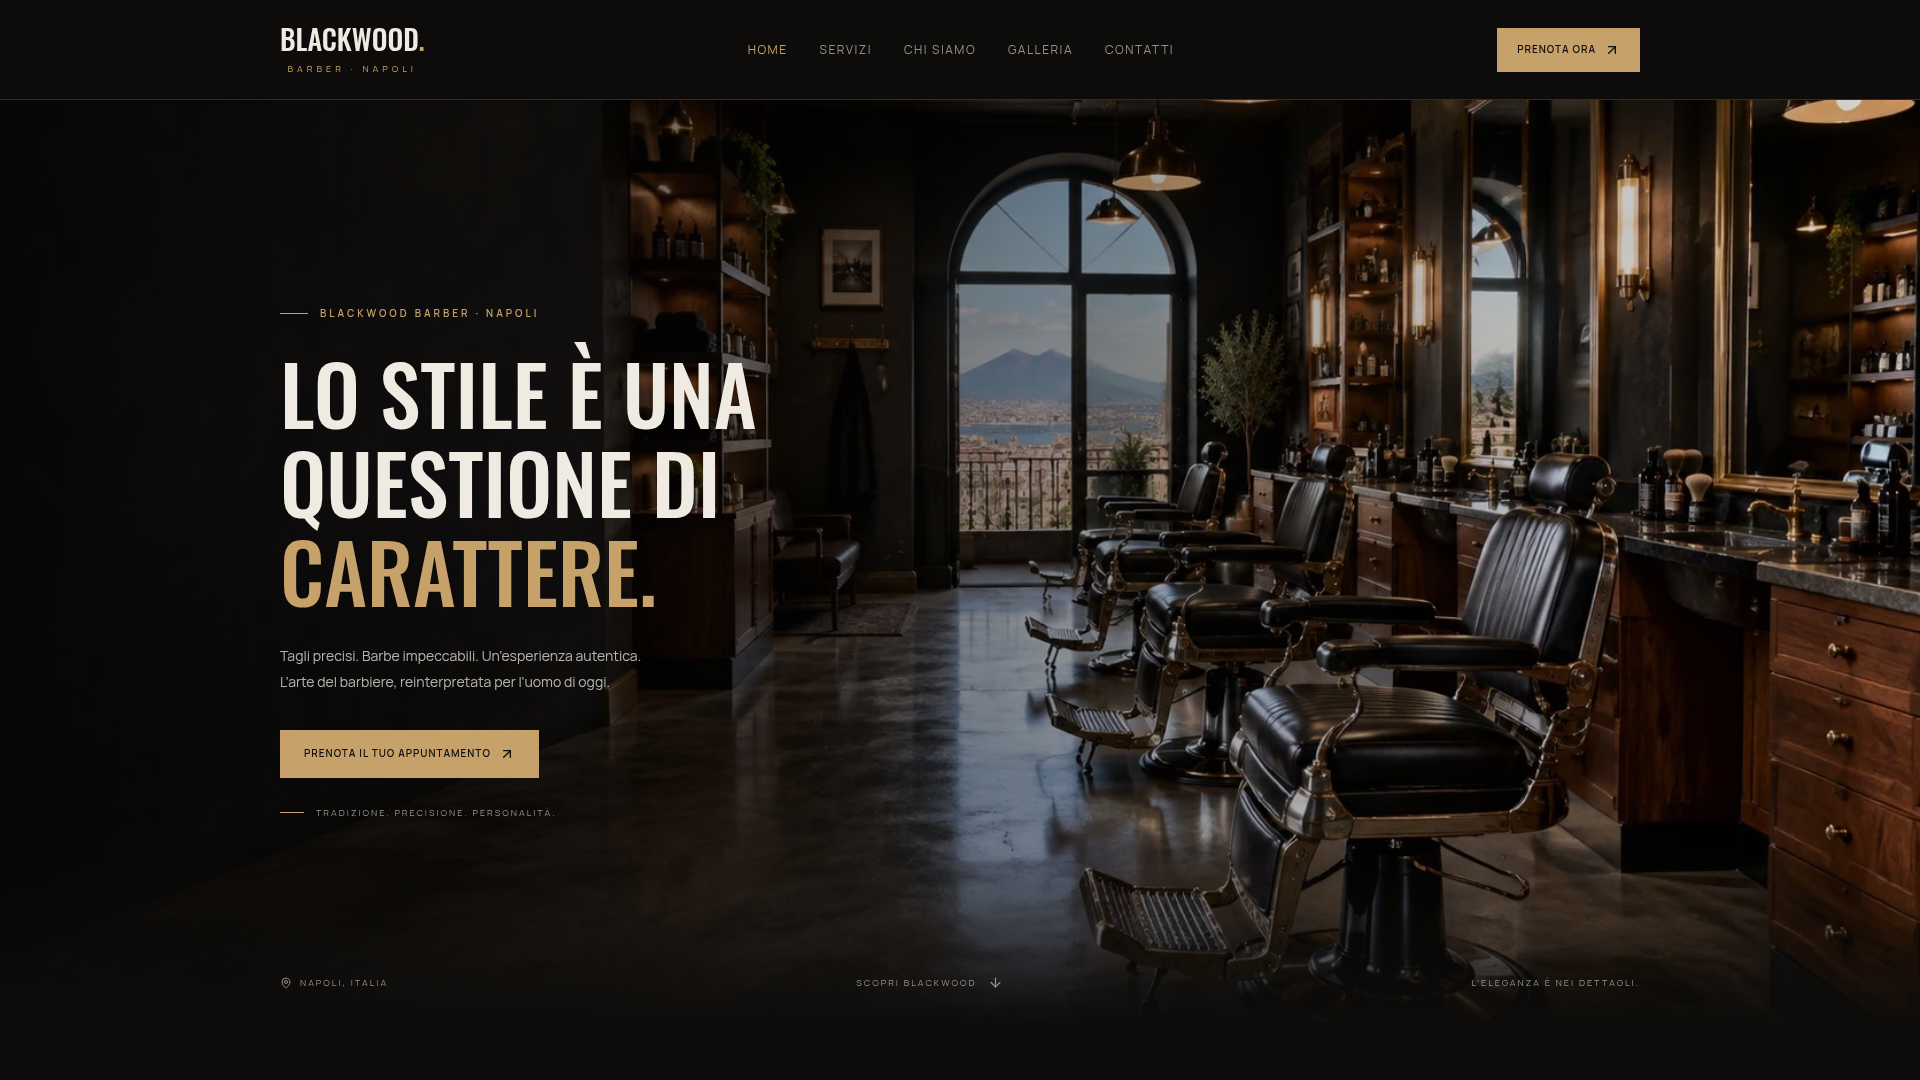 BLACKWOOD.
BARBER · NAPOLI
HOME
SERVIZI
CHI SIAMO
GALLERIA
CONTATTI
PRENOTA ORA
BLACKWOOD BARBER · NAPOLI
LO STILE È UNA
QUESTIONE DI
CARATTERE.
Tagli precisi. Barbe impeccabili. Un'esperienza autentica.
L'arte del barbiere, reinterpretata per l'uomo di oggi.
PRENOTA IL TUO APPUNTAMENTO
TRADIZIONE. PRECISIONE. PERSONALITÀ.
NAPOLI, ITALIA
SCOPRI BLACKWOOD
L'ELEGANZA È NEI DETTAGLI.